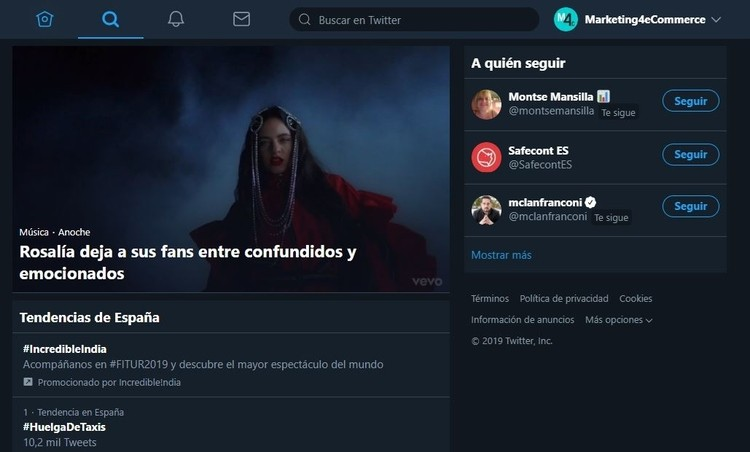 Buscar en Twitter
M4
Marketing4eCommerce
Música · Anoche
Rosalía deja a sus fans entre confundidos y
emocionados
vevo
Tendencias de España
#IncredibleIndia
Acompáñanos en #FITUR2019 y descubre el mayor espectáculo del mundo
Promocionado por Incredible!ndia
1 · Tendencia en España
#HuelgaDeTaxis
10,2 mil Tweets
A quién seguir
Montse Mansilla
@montsemansilla Te sigue
Seguir
Safecont ES
@SafecontES
Seguir
mclanfranconi
@mclanfranconi Te sigue
Seguir
Mostrar más
Términos Política de privacidad Cookies
Información de anuncios Más opciones
© 2019 Twitter, Inc.